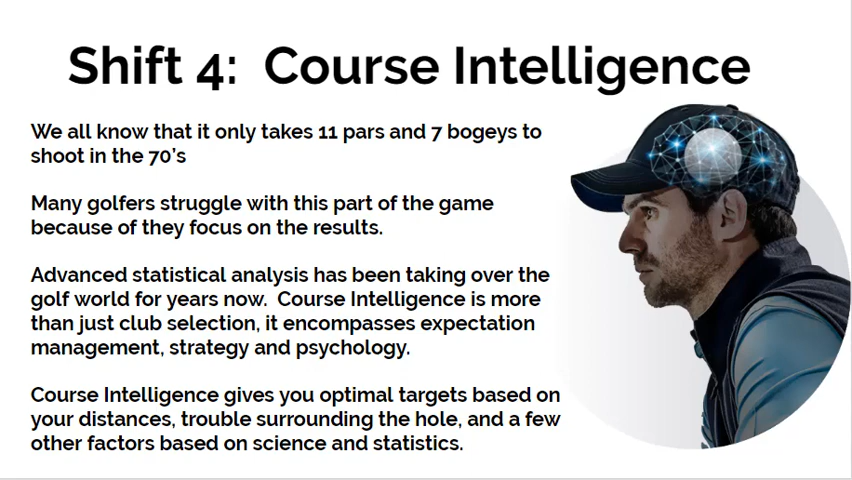 Shift 4: Course Intelligence
We all know that it only takes 11 pars and 7 bogeys to
shoot in the 70's
Many golfers struggle with this part of the game
because of they focus on the results.
Advanced statistical analysis has been taking over the
golf world for years now. Course Intelligence is more
than just club selection, it encompasses expectation
management, strategy and psychology.
Course Intelligence gives you optimal targets based on
your distances, trouble surrounding the hole, and a few
other factors based on science and statistics.